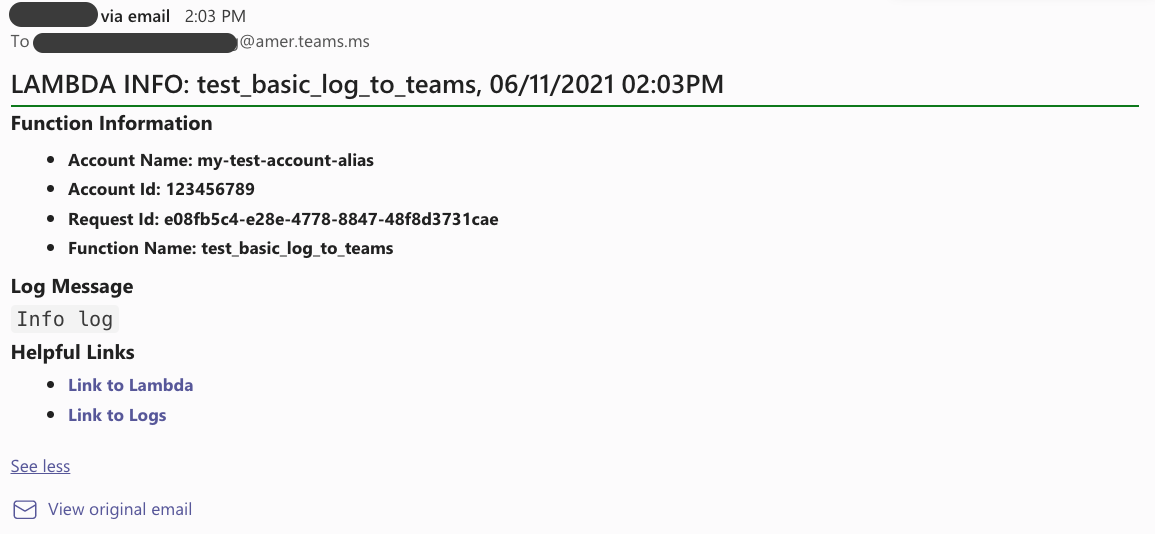 via email 2:03 PM
To @amer.teams.ms
LAMBDA INFO: test_basic_log_to_teams, 06/11/2021 02:03PM
Function Information
• Account Name: my-test-account-alias
• Account Id: 123456789
• Request Id: e08fb5c4-e28e-4778-8847-48f8d3731cae
• Function Name: test_basic_log_to_teams
Log Message
Info log
Helpful Links
• Link to Lambda
• Link to Logs
See less
View original email